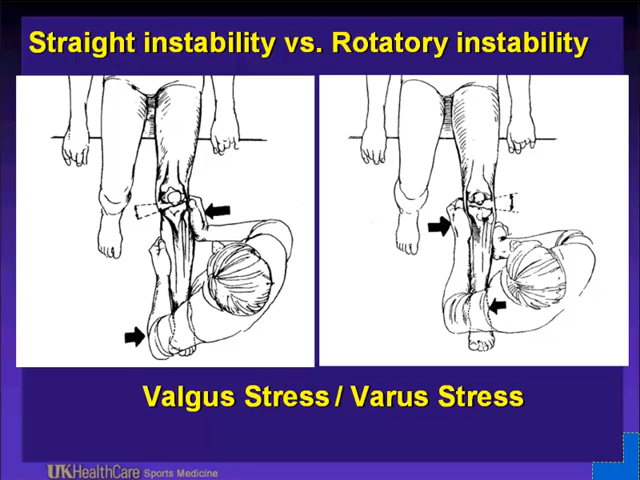 Straight instability vs. Rotatory instability
Valgus Stress / Varus Stress
UKHealthCare Sports Medicine